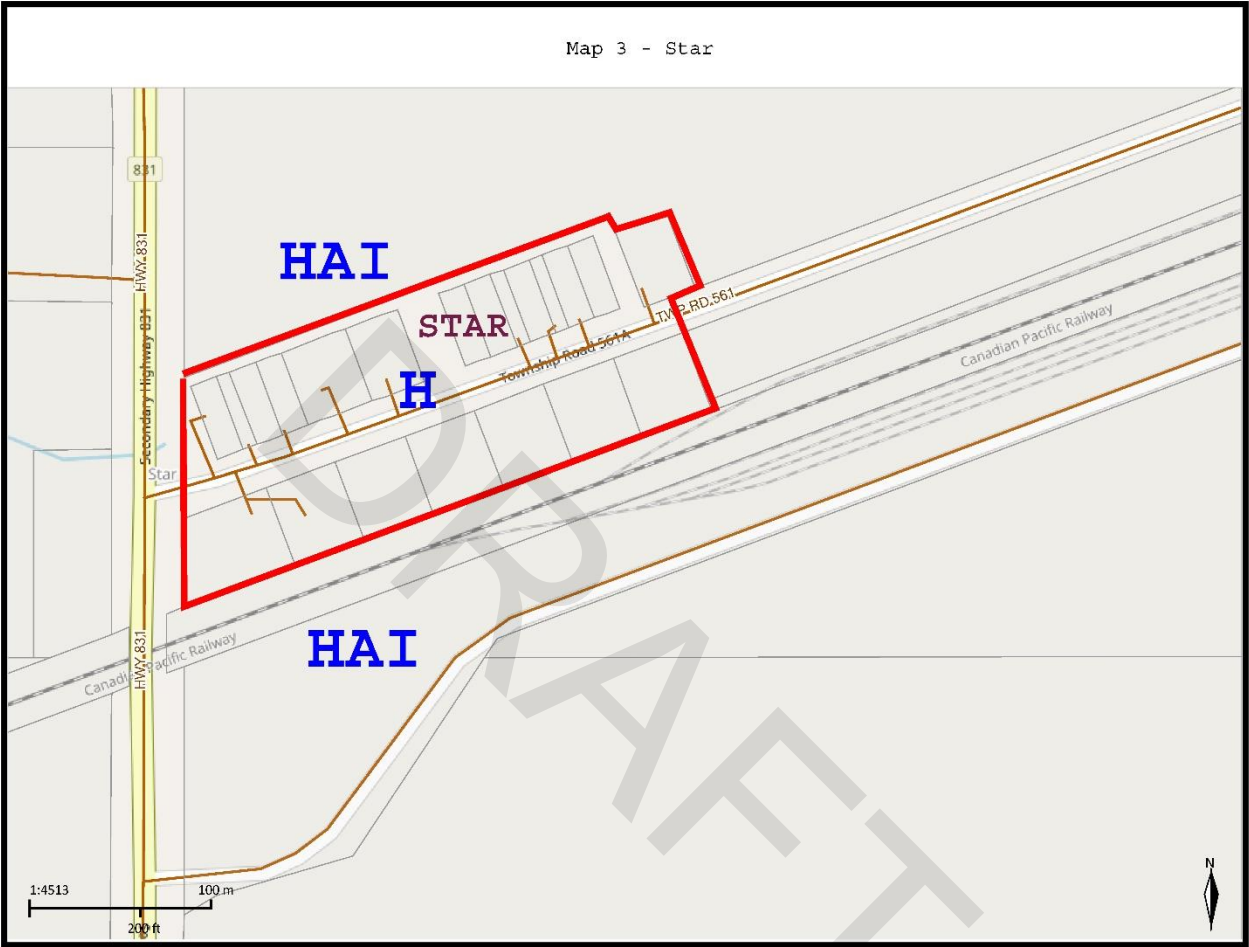 Map 3 - Star
831
HWY 831
HAI
Secondary Highway 831
STAR
TWP RD 561
Township Road 561A
Canadian Pacific Railway
H
Star
HAI
HWY 831
Canadian Pacific Railway
DRAFT
1:4513
100 m
200 ft
N